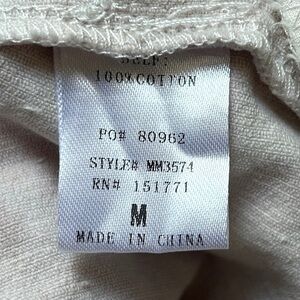 100%COTTON
PO# 80962
STYLE# MM3574
RN# 151771
M
MADE IN CHINA